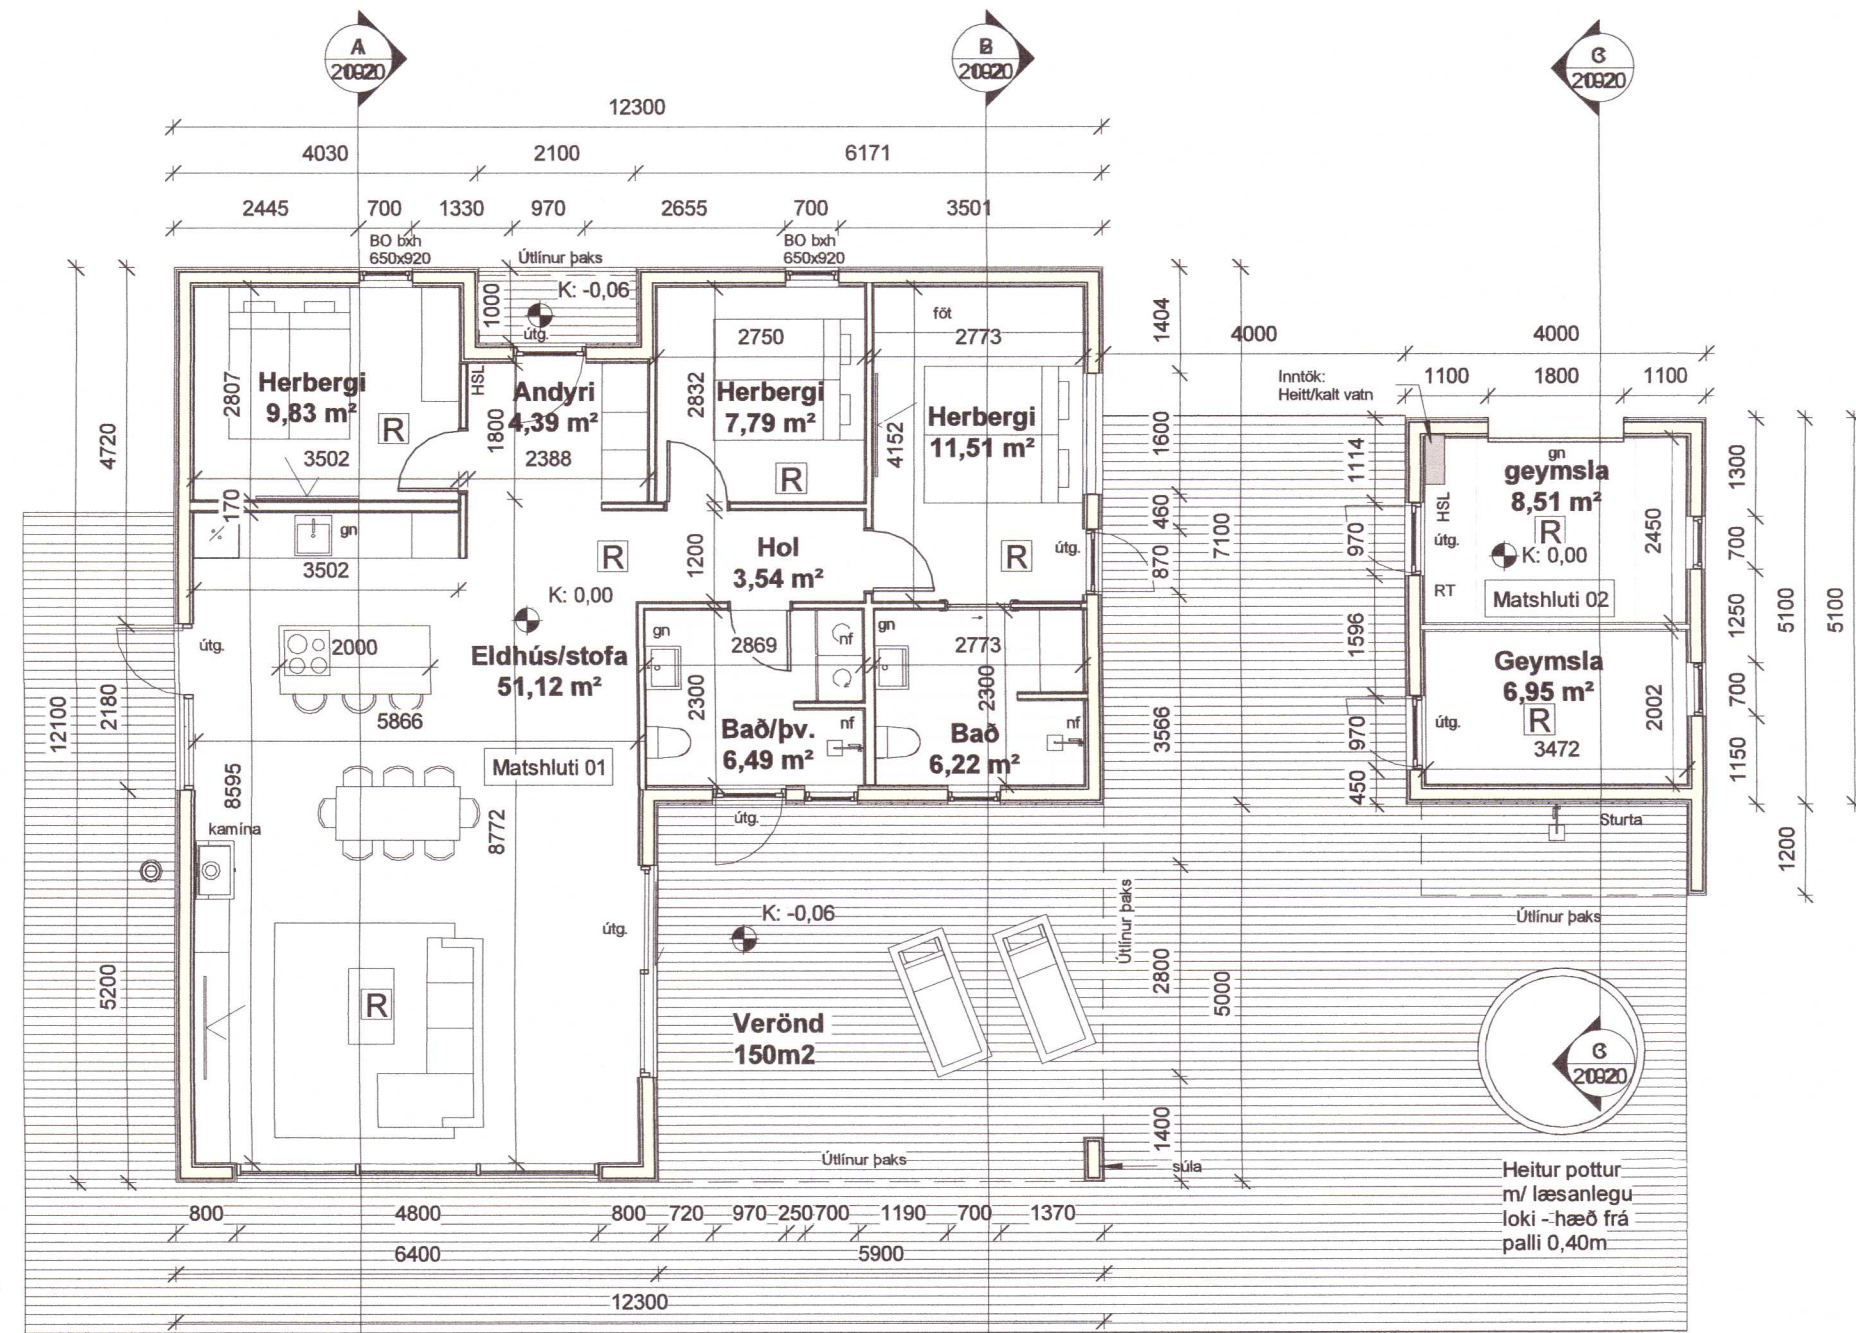 A
B
12300
4030
2100
6171
2445
700
1330
970
2655
700
3501
BO bxh
650x920
Útlínur þaks
BO bxh
650x920
K: -0,06
1000
útg.
föt
1404
4000
4000
2750
2773
Inntök:
Heitt/kalt vatn
1100
1800
1100
2807
Herbergi
9,83 m²
R
HSL
Andyri
4,39 m²
1800
2388
2832
Herbergi
7,79 m²
R
4152
Herbergi
11,51 m²
1600
1114
gn
geymsla
8,51 m²
R
1300
4720
3502
170
gn
3502
R
1200
Hol
3,54 m²
R
útg.
460
870
7100
970
HSL
útg.
K: 0,00
2450
700
RT
Matshluti 02
1250
5100
5100
K: 0,00
útg.
2000
Eldhús/stofa
51,12 m²
gn
2869
nf
gn
2773
1596
Geymsla
6,95 m²
R
700
12100
2180
5866
2300
Bað/þv.
6,49 m²
nf
2300
Bað
6,22 m²
nf
3566
970
útg.
2002
3472
1150
Matshluti 01
8595
450
kamína
8772
útg.
Sturta
1200
K: -0,06
Útlínur þaks
Útlínur þaks
útg.
5200
R
2800
5000
Verönd
150m2
1400
Útlínur þaks
súla
Heitur pottur
m/ læsanlegu
loki - hæð frá
palli 0,40m
800
4800
800
720
970
250
700
1190
700
1370
6400
5900
12300